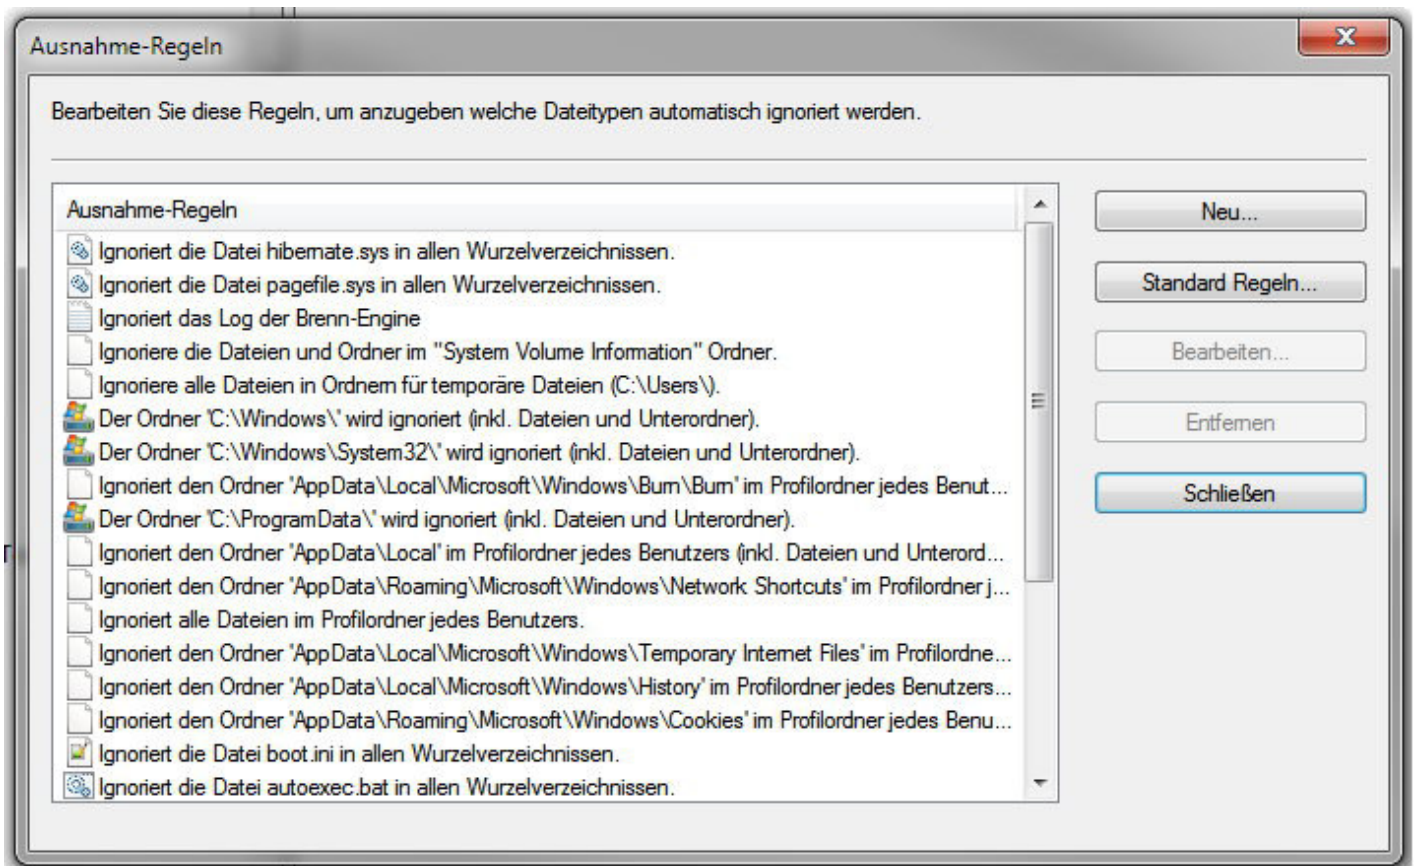 Ausnahme-Regeln
Bearbeiten Sie diese Regeln, um anzugeben welche Dateitypen automatisch ignoriert werden.
Ausnahme-Regeln
Ignoriert die Datei hibernate.sys in allen Wurzelverzeichnissen.
Ignoriert die Datei pagefile.sys in allen Wurzelverzeichnissen.
Ignoriert das Log der Brenn-Engine
Ignoriere die Dateien und Ordner im "System Volume Information" Ordner.
Ignoriere alle Dateien in Ordnern für temporäre Dateien (C:\Users\).
Der Ordner 'C:\Windows\' wird ignoriert (inkl. Dateien und Unterordner).
Der Ordner 'C:\Windows\System32\' wird ignoriert (inkl. Dateien und Unterordner).
Ignoriert den Ordner 'AppData\Local\Microsoft\Windows\Burn\Burn' im Profilordner jedes Benut...
Der Ordner 'C:\ProgramData\' wird ignoriert (inkl. Dateien und Unterordner).
Ignoriert den Ordner 'AppData\Local' im Profilordner jedes Benutzers (inkl. Dateien und Unterord...
Ignoriert den Ordner 'AppData\Roaming\Microsoft\Windows\Network Shortcuts' im Profilordner j...
Ignoriert alle Dateien im Profilordner jedes Benutzers.
Ignoriert den Ordner 'AppData\Local\Microsoft\Windows\Temporary Internet Files' im Profilordne...
Ignoriert den Ordner 'AppData\Local\Microsoft\Windows\History' im Profilordner jedes Benutzers...
Ignoriert den Ordner 'AppData\Roaming\Microsoft\Windows\Cookies' im Profilordner jedes Benu...
Ignoriert die Datei boot.ini in allen Wurzelverzeichnissen.
Ignoriert die Datei autoexec.bat in allen Wurzelverzeichnissen.
Neu...
Standard Regeln...
Bearbeiten...
Entfernen
Schließen